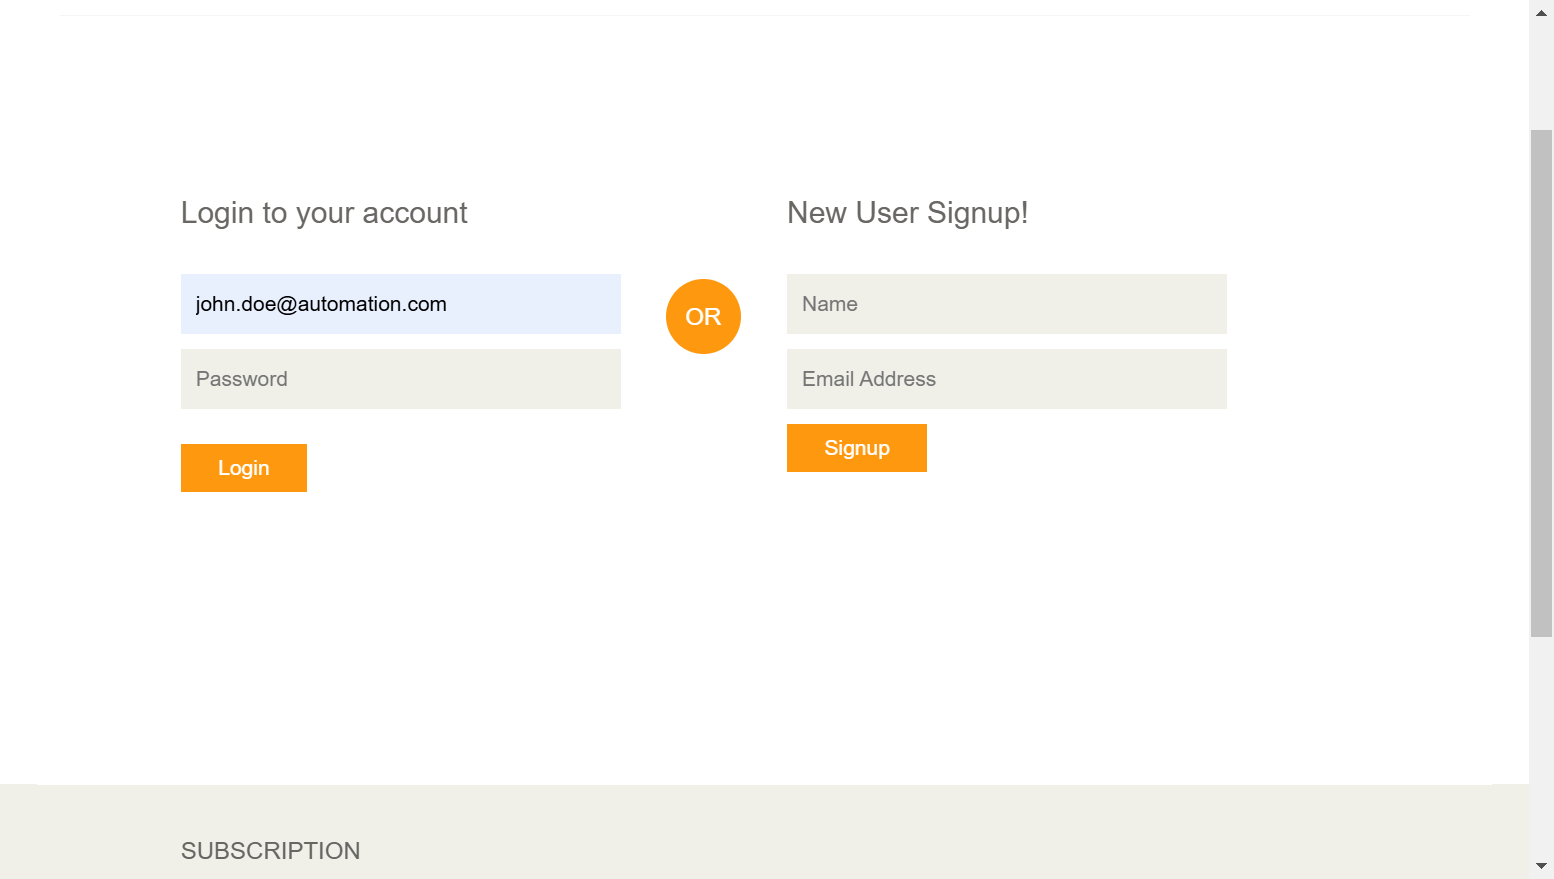 Login to your account
john.doe@automation.com
Password
Login
OR
New User Signup!
Name
Email Address
Signup
SUBSCRIPTION